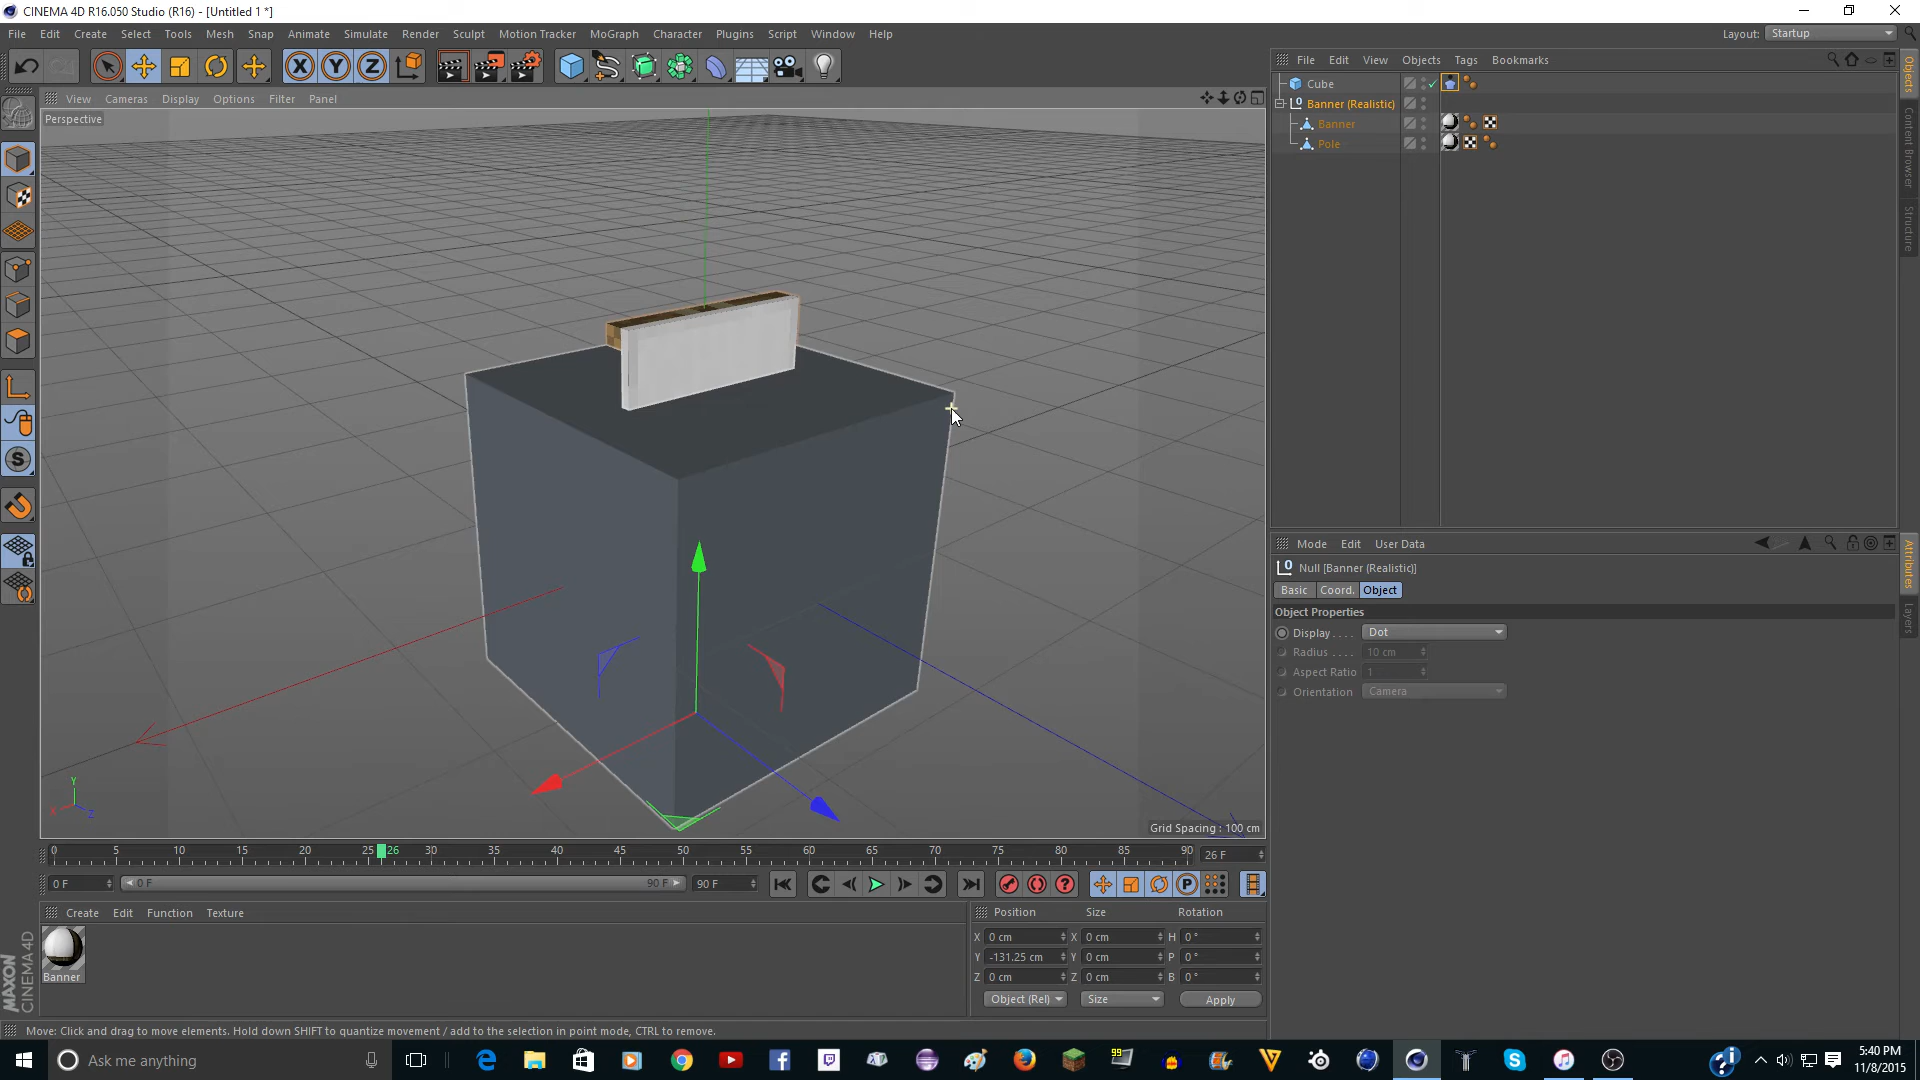 CINEMA 4D R16.050 Studio (R16) - [Untitled 1 *]
File Edit Create Select Tools Mesh Snap Animate Simulate Render Sculpt Motion Tracker MoGraph Character Plugins Script Window Help
Layout: Startup
View Cameras Display Options Filter Panel
File Edit View Objects Tags Bookmarks
Perspective
Cube
Banner (Realistic)
Banner
Pole
Objects
Content Browser
Structure
Mode Edit User Data
Null [Banner (Realistic)]
Basic Coord. Object
Object Properties
Display . . . . Dot
Radius . . . . 10 cm
Aspect Ratio 1
Orientation Camera
Attributes
Layers
Y
X
Z
Grid Spacing : 100 cm
0 5 10 15 20 25 26 30 35 40 45 50 55 60 65 70 75 80 85 90
26 F
0 F 0 F 90 F 90 F
Create Edit Function Texture
Banner
MAXON
CINEMA 4D
Position Size Rotation
X 0 cm X 0 cm H 0 °
Y -131.25 cm Y 0 cm P 0 °
Z 0 cm Z 0 cm B 0 °
Object (Rel) Size Apply
Move: Click and drag to move elements. Hold down SHIFT to quantize movement / add to the selection in point mode, CTRL to remove.
Ask me anything
99
5:40 PM
11/8/2015